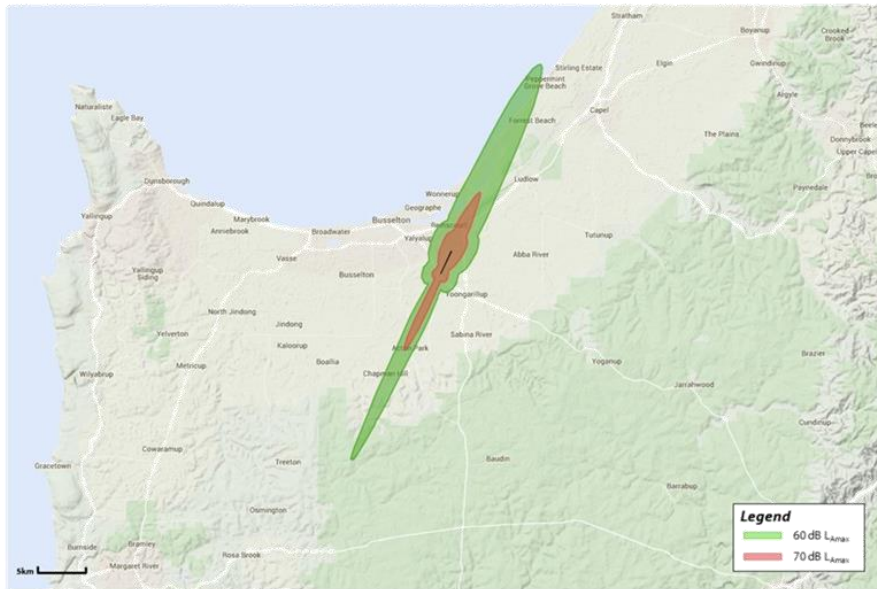 Stratham
Boyanup
Crooked
Brook
Elgin
Gwindinup
Stirling Estate
Peppermint
Grove Beach
Naturaliste
Capel
Argyle
Eagle Bay
Forrest Beach
The Plains
Donnybrook
Upper Capel
Dunsborough
Ludlow
Quindalup
Wonnerup
Paynedale
Yallingup
Marybrook
Geographe
Busselton
Anniebrook
Broadwater
Yalyalup
Tutunup
Vasse
Abba River
Yallingup
Siding
Busselton
Yoongarillup
North Jindong
Jindong
Yelverton
Sabina River
Kaloorup
Acton Park
Metricup
Boallia
Yoganup
Brazier
Wilyabrup
Chapman Hill
Jarrahwood
Cundinup
Cowaramup
Gracetown
Treeton
Baudin
Barrabup
Osmington
Legend
60 dB LAmax
70 dB LAmax
Burnside
Bramley
Rosa Brook
Margaret River
5km